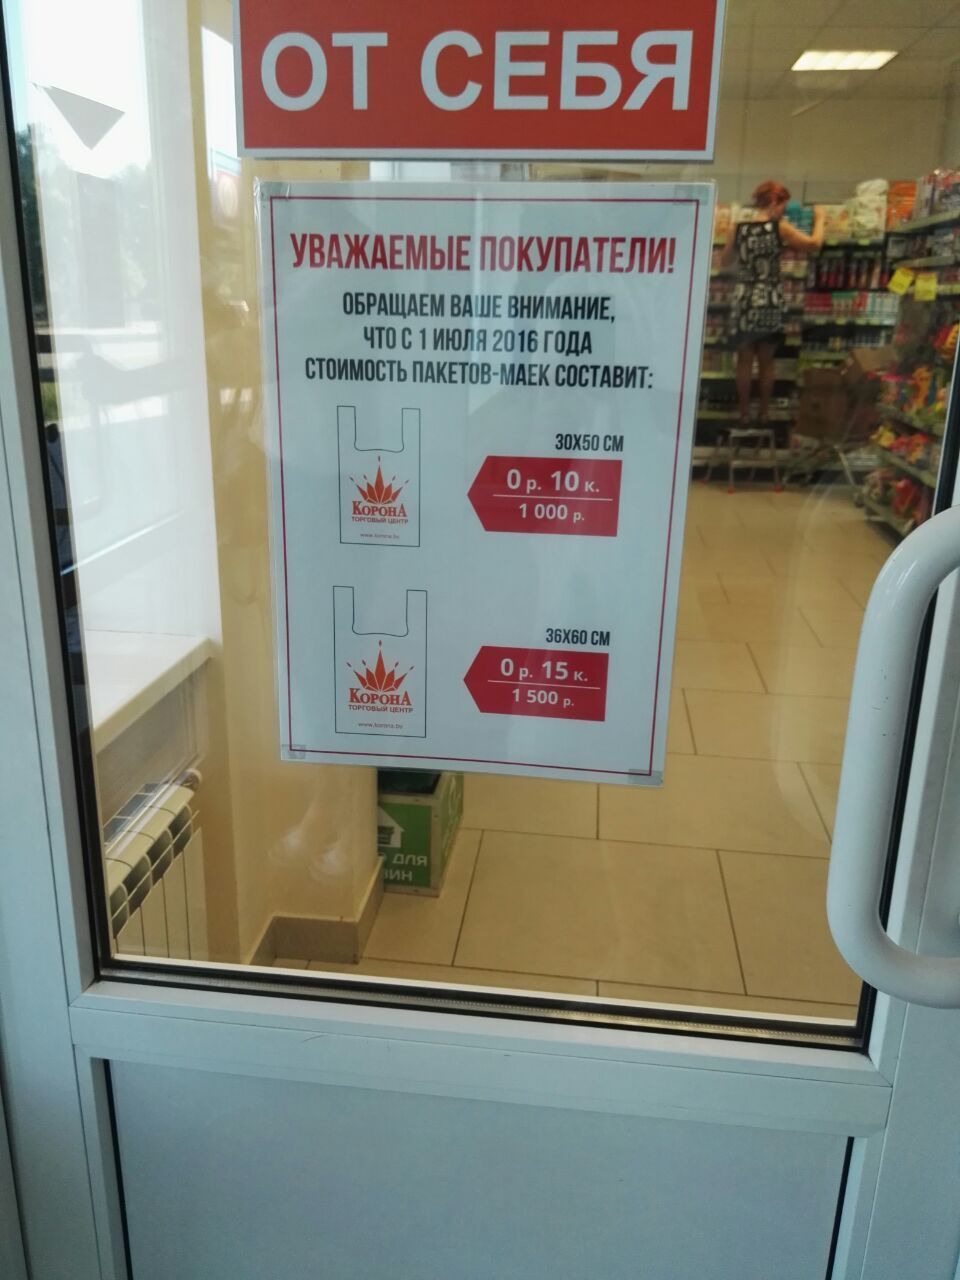 ОТ СЕБЯ
УВАЖАЕМЫЕ ПОКУПАТЕЛИ!
ОБРАЩАЕМ ВАШЕ ВНИМАНИЕ,
ЧТО С 1 ИЮЛЯ 2016 ГОДА
СТОИМОСТЬ ПАКЕТОВ-МАЕК СОСТАВИТ:
30Х50 СМ
0 р. 10 к.
1 000 р.
КОРОНА
ТОРГОВЫЙ ЦЕНТР
www.korona.by
36Х60 СМ
0 р. 15 к.
1 500 р.
КОРОНА
ТОРГОВЫЙ ЦЕНТР
www.korona.by
ДЛЯ